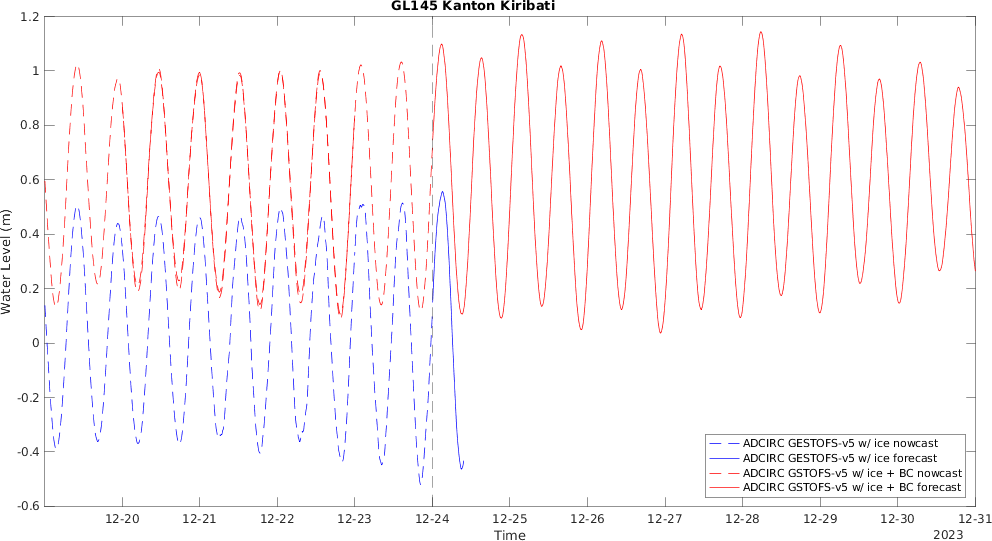 GL145 Kanton Kiribati
1.2
1
0.8
0.6
0.4
0.2
0
-0.2
-0.4
-0.6
Water Level (m)
ADCIRC GESTOFS-v5 w/ ice nowcast
ADCIRC GESTOFS-v5 w/ ice forecast
ADCIRC GSTOFS-v5 w/ ice + BC nowcast
ADCIRC GSTOFS-v5 w/ ice + BC forecast
12-20 12-21 12-22 12-23 12-24 12-25 12-26 12-27 12-28 12-29 12-30 12-31
Time
2023